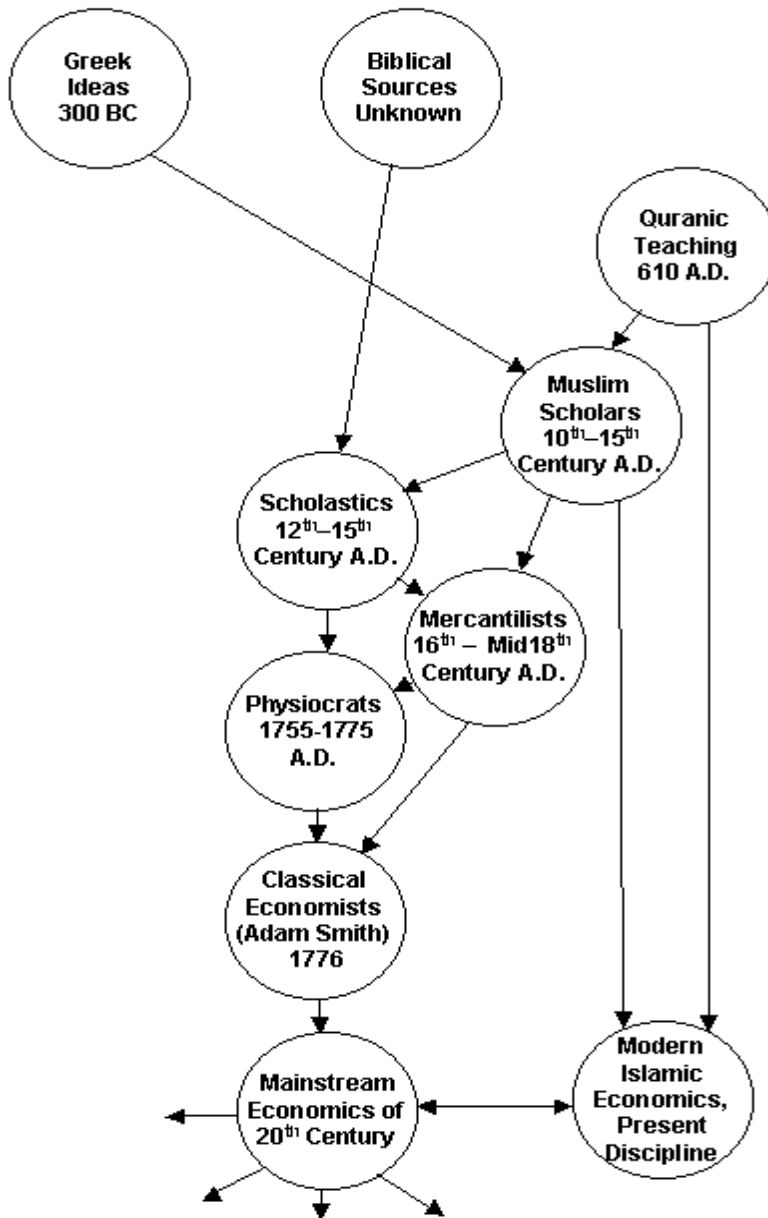 Greek
Ideas
300 BC
Biblical
Sources
Unknown
Quranic
Teaching
610 A.D.
Muslim
Scholars
10th–15th
Century A.D.
Scholastics
12th–15th
Century A.D.
Mercantilists
16th – Mid18th
Century A.D.
Physiocrats
1755-1775
A.D.
Classical
Economists
(Adam Smith)
1776
Mainstream
Economics of
20th Century
Modern
Islamic
Economics,
Present
Discipline